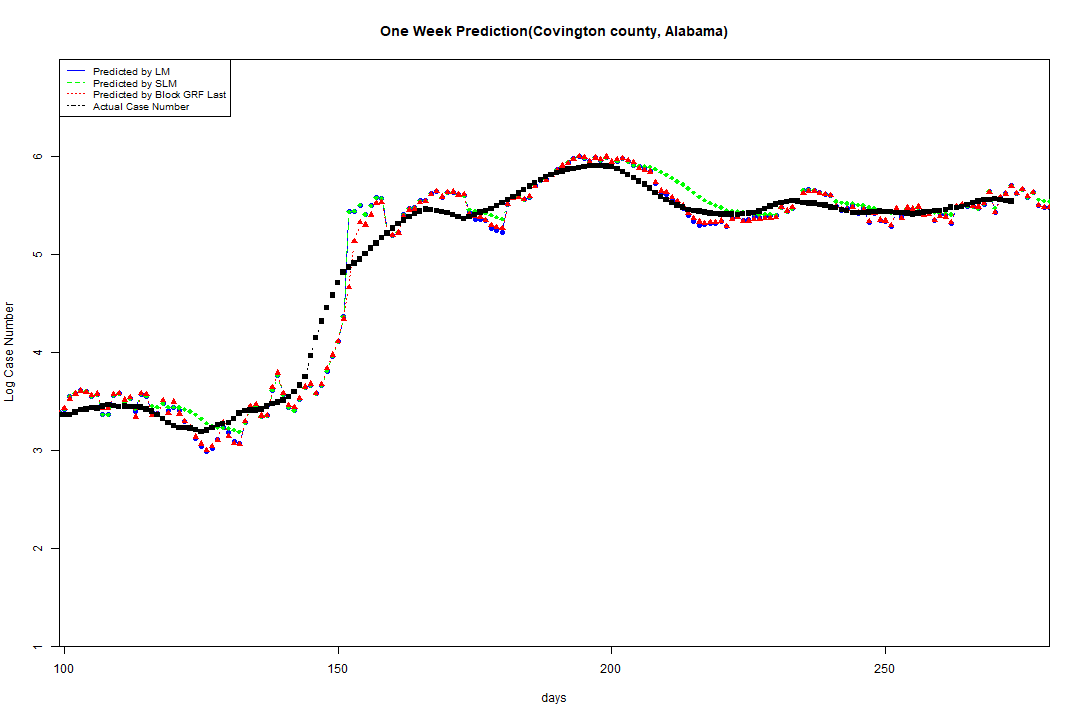 One Week Prediction(Covington county, Alabama)
Predicted by LM
Predicted by SLM
Predicted by Block GRF Last
Actual Case Number
6
5
4
3
2
1
Log Case Number
100 150 200 250
days